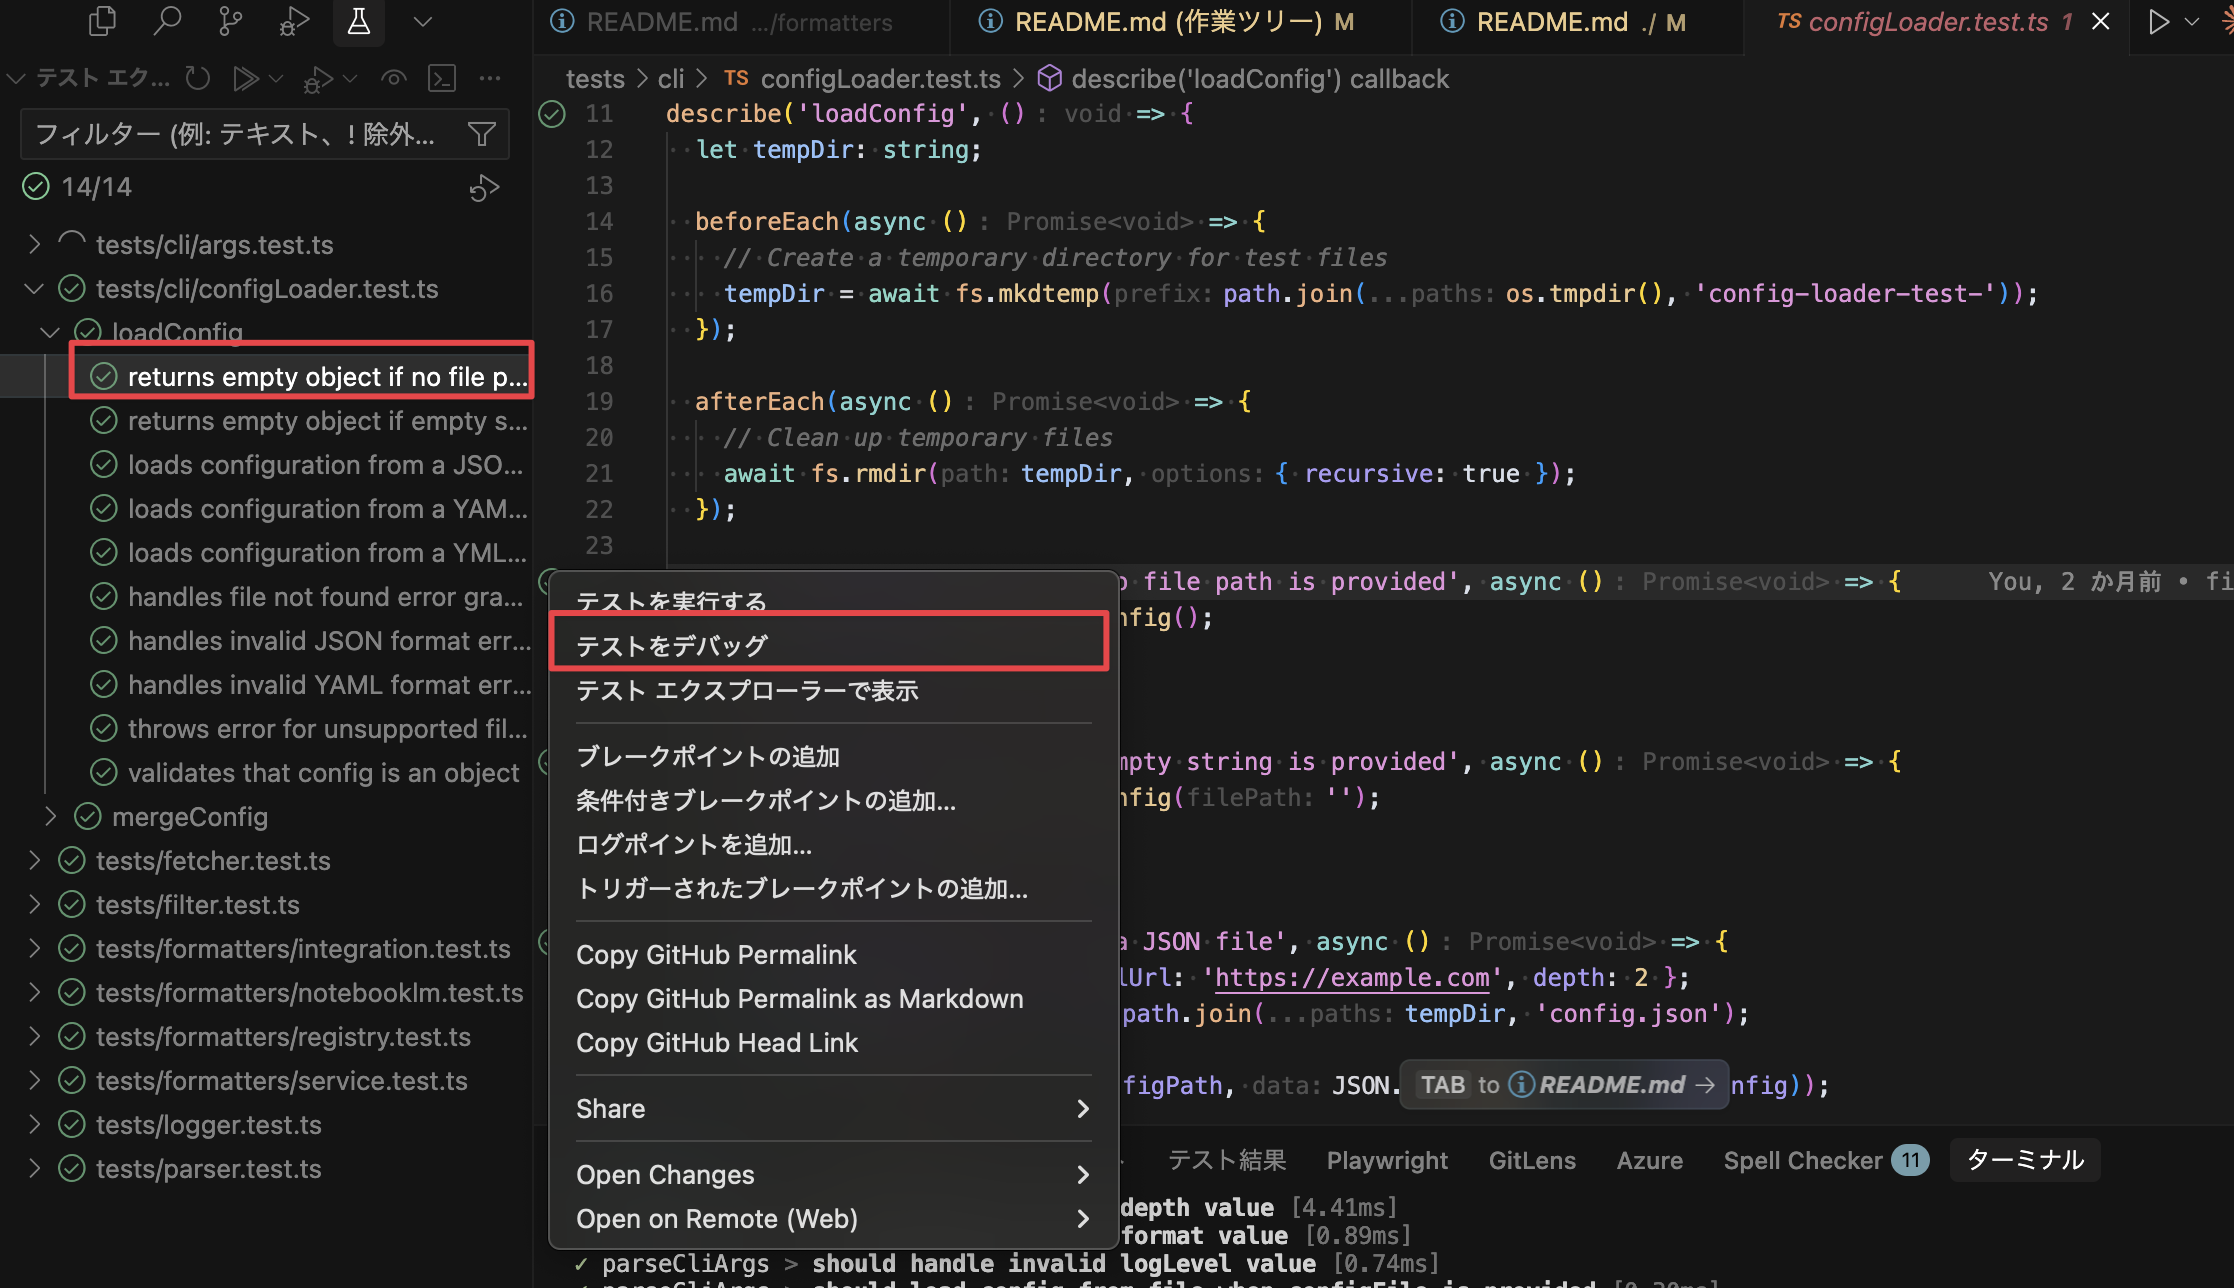 README.md .../formatters
README.md (作業ツリー) M
README.md ./ M
TS configLoader.test.ts 1
テスト エク...
フィルター (例: テキスト、! 除外...
14/14
tests/cli/args.test.ts
tests/cli/configLoader.test.ts
loadConfig
returns empty object if no file p...
returns empty object if empty s...
loads configuration from a JSO...
loads configuration from a YAM...
loads configuration from a YML...
handles file not found error gra...
handles invalid JSON format err...
handles invalid YAML format err...
throws error for unsupported fil...
validates that config is an object
mergeConfig
tests/fetcher.test.ts
tests/filter.test.ts
tests/formatters/integration.test.ts
tests/formatters/notebooklm.test.ts
tests/formatters/registry.test.ts
tests/formatters/service.test.ts
tests/logger.test.ts
tests/parser.test.ts
tests > cli > TS configLoader.test.ts > describe('loadConfig') callback
11 describe('loadConfig', () : void => {
12 let tempDir: string;
13
14 beforeEach(async () : Promise<void> => {
15 // Create a temporary directory for test files
16 tempDir = await fs.mkdtemp(prefix: path.join(...paths: os.tmpdir(), 'config-loader-test-'));
17 });
18
19 afterEach(async () : Promise<void> => {
20 // Clean up temporary files
21 await fs.rmdir(path: tempDir, options: { recursive: true });
22 });
23
file path is provided', async () : Promise<void> => { You, 2 か月前 • fi
nfig();
mpty string is provided', async () : Promise<void> => {
nfig(filePath: '');
a JSON file', async () : Promise<void> => {
lUrl: 'https://example.com', depth: 2 };
path.join(...paths: tempDir, 'config.json');
figPath, data: JSON. TAB to README.md → nfig));
テストを実行する
テストをデバッグ
テスト エクスプローラーで表示
ブレークポイントの追加
条件付きブレークポイントの追加...
ログポイントを追加...
トリガーされたブレークポイントの追加...
Copy GitHub Permalink
Copy GitHub Permalink as Markdown
Copy GitHub Head Link
Share
Open Changes
Open on Remote (Web)
テスト結果 Playwright GitLens Azure Spell Checker 11 ターミナル
depth value [4.41ms]
format value [0.89ms]
✓ parseCliArgs > should handle invalid logLevel value [0.74ms]
✓ parseCliArgs > should load config from file when configFile is provided